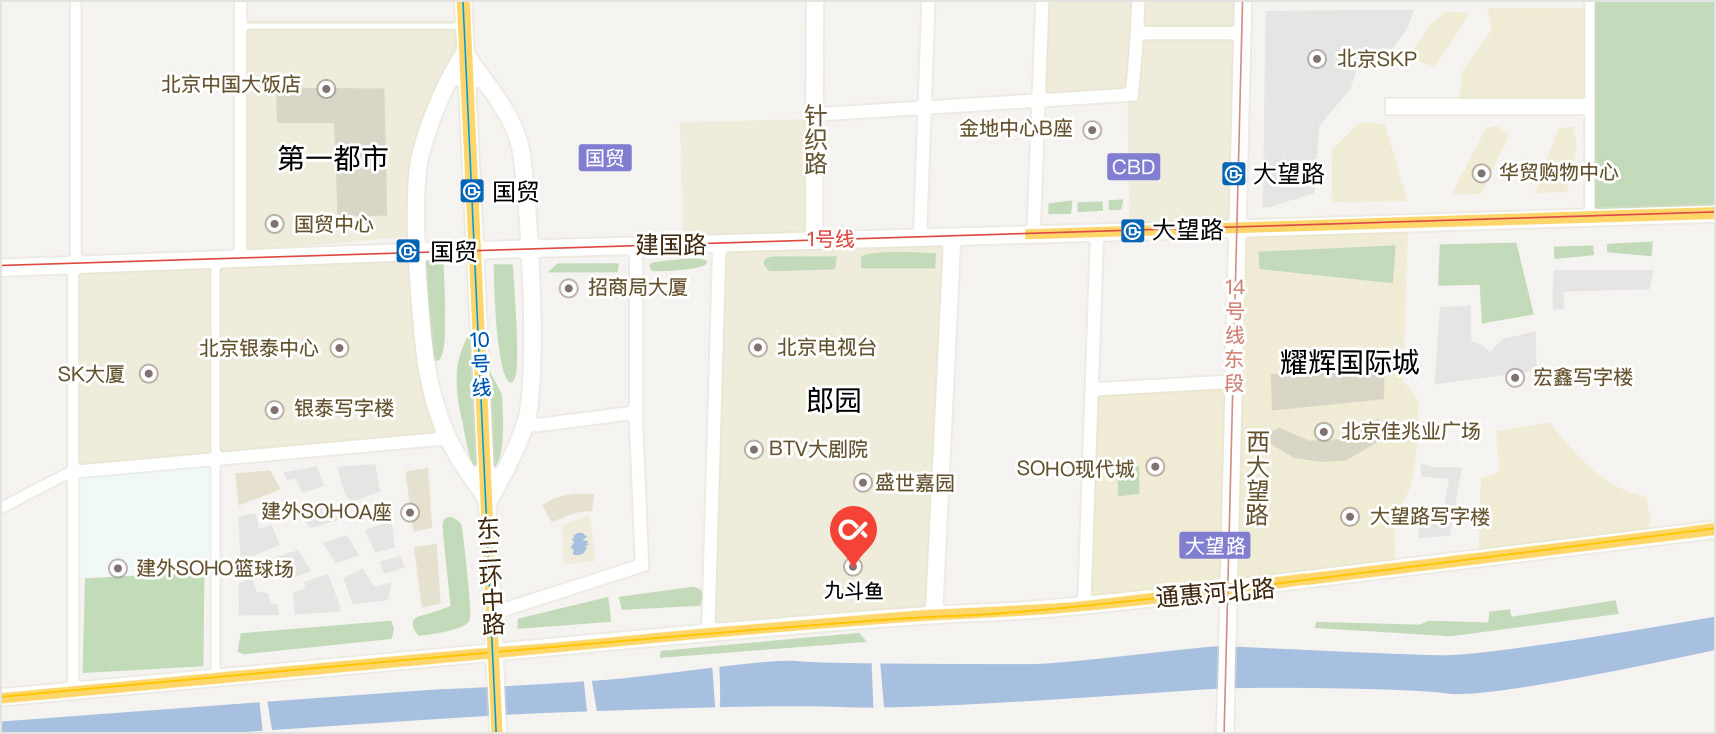 北京SKP
北京中国大饭店
针织路
金地中心B座
第一都市
国贸
CBD
大望路
华贸购物中心
国贸
国贸中心
大望路
1号线
建国路
国贸
招商局大厦
14号线东段
10号线
北京银泰中心
北京电视台
耀辉国际城
SK大厦
宏鑫写字楼
郎园
银泰写字楼
北京佳兆业广场
BTV大剧院
SOHO现代城
西大望路
盛世嘉园
建外SOHOA座
大望路写字楼
东三环中路
大望路
建外SOHO篮球场
九斗鱼
通惠河北路